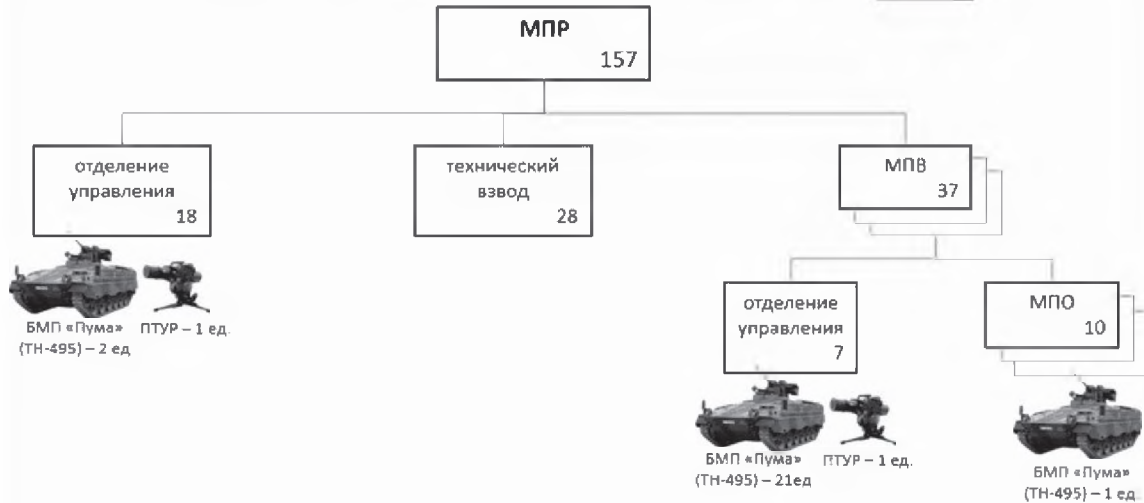 МПР
157
отделение
управления
18
технический
взвод
28
МПВ
37
БМП «Пума»
(TH-495) – 2 ед
ПТУР – 1 ед.
отделение
управления
7
МПО
10
БМП «Пума»
(TH-495) – 21ед
ПТУР – 1 ед.
БМП «Пума»
(TH-495) – 1 ед.